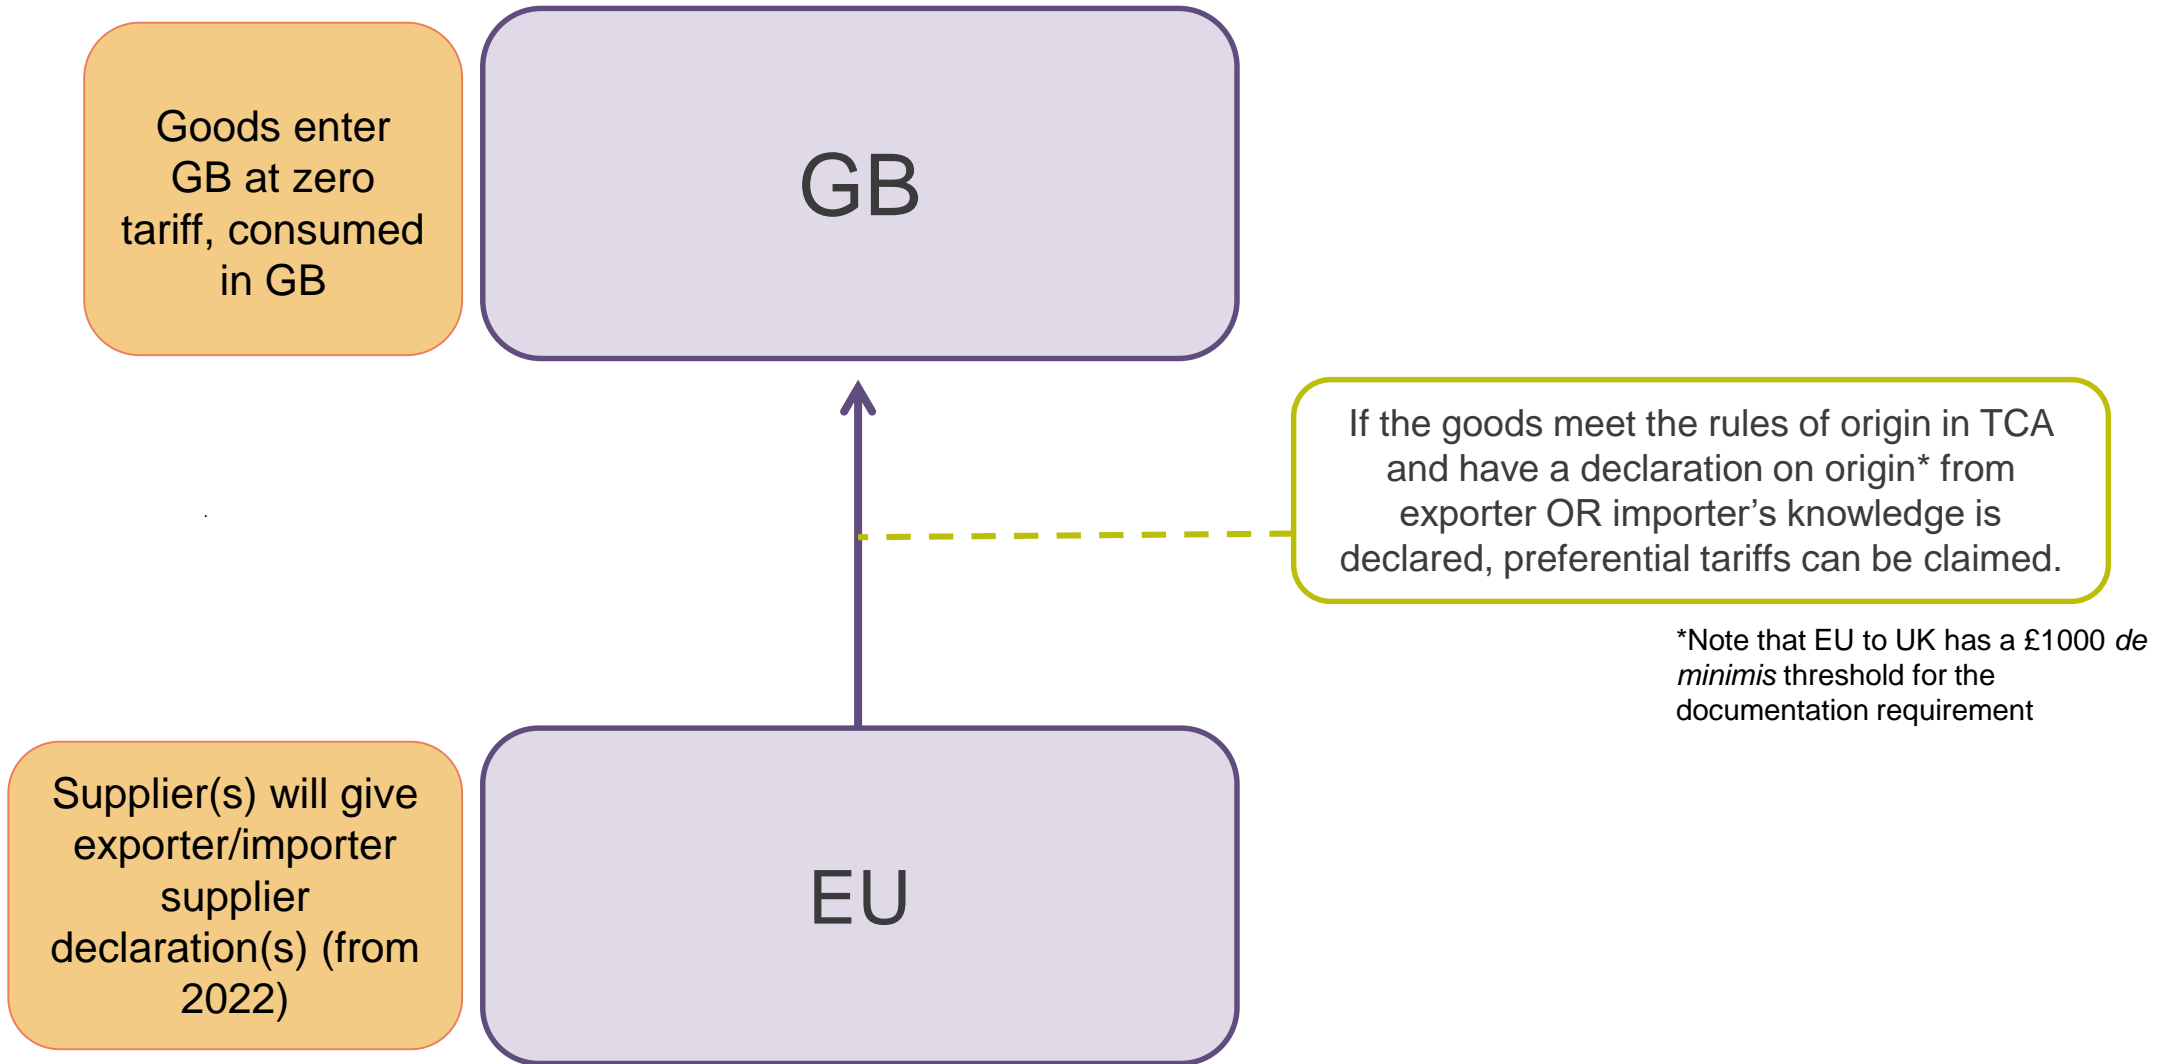 Goods enter
GB at zero
tariff, consumed
in GB
GB
If the goods meet the rules of origin in TCA
and have a declaration on origin* from
exporter OR importer’s knowledge is
declared, preferential tariffs can be claimed.
*Note that EU to UK has a £1000 de
minimis threshold for the
documentation requirement
.
Supplier(s) will give
exporter/importer
supplier
declaration(s) (from
2022)
EU